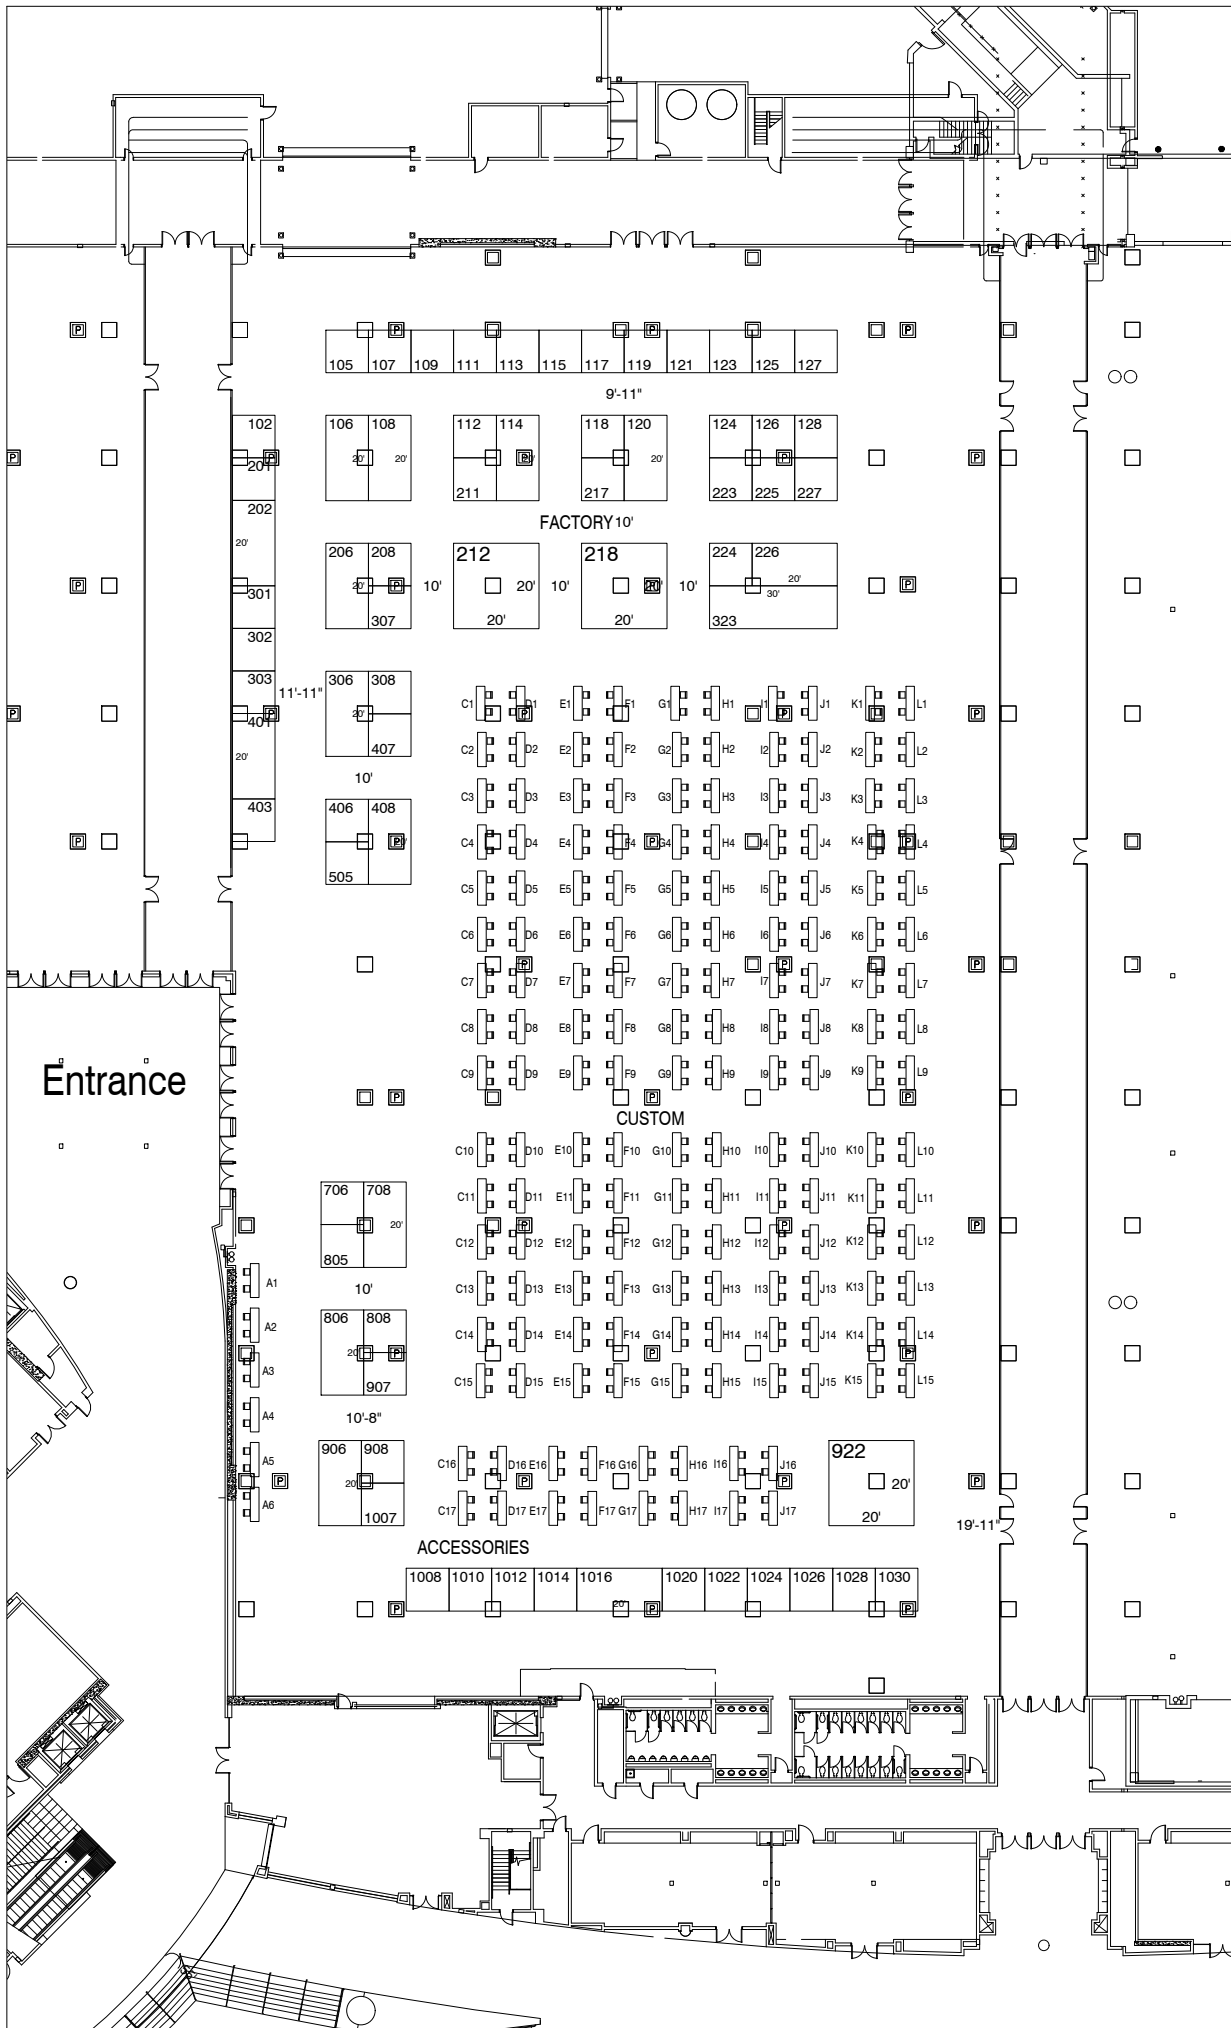 105 107 109 111 113 115 117 119 121 123 125 127
9'-11"
102 106 108 112 114 118 120 124 126 128
20' 20' 20' 20'
201
211 217 223 225 227
202
FACTORY 10'
20'
206 208 212 218 224 226
20' 10' 20' 10' 20' 10' 20'
30'
301
307 20' 20' 323
302
303 306 308
11'-11"
401 20'
407
20'
10'
403 406 408
20'
505
C1 D1 E1 F1 G1 H1 I1 J1 K1 L1
C2 D2 E2 F2 G2 H2 I2 J2 K2 L2
C3 D3 E3 F3 G3 H3 I3 J3 K3 L3
C4 D4 E4 F4 G4 H4 I4 J4 K4 L4
C5 D5 E5 F5 G5 H5 I5 J5 K5 L5
C6 D6 E6 F6 G6 H6 I6 J6 K6 L6
C7 D7 E7 F7 G7 H7 I7 J7 K7 L7
C8 D8 E8 F8 G8 H8 I8 J8 K8 L8
C9 D9 E9 F9 G9 H9 I9 J9 K9 L9
Entrance
CUSTOM
C10 D10 E10 F10 G10 H10 I10 J10 K10 L10
706 708
C11 D11 E11 F11 G11 H11 I11 J11 K11 L11
20'
C12 D12 E12 F12 G12 H12 I12 J12 K12 L12
805
A1
10'
C13 D13 E13 F13 G13 H13 I13 J13 K13 L13
806 808
A2
C14 D14 E14 F14 G14 H14 I14 J14 K14 L14
20'
A3
907
C15 D15 E15 F15 G15 H15 I15 J15 K15 L15
A4
10'-8"
906 908 922
A5
C16 D16 E16 F16 G16 H16 I16 J16
20' 20'
A6
C17 D17 E17 F17 G17 H17 I17 J17
1007 20'
19'-11"
ACCESSORIES
1008 1010 1012 1014 1016 1020 1022 1024 1026 1028 1030
20'